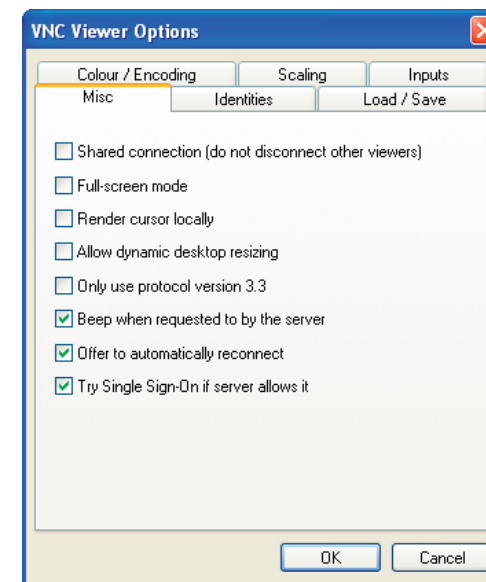 VNC Viewer Options
Colour / Encoding Scaling Inputs
Misc Identities Load / Save
Shared connection (do not disconnect other viewers)
Full-screen mode
Render cursor locally
Allow dynamic desktop resizing
Only use protocol version 3.3
Beep when requested to by the server
Offer to automatically reconnect
Try Single Sign-On if server allows it
OK Cancel